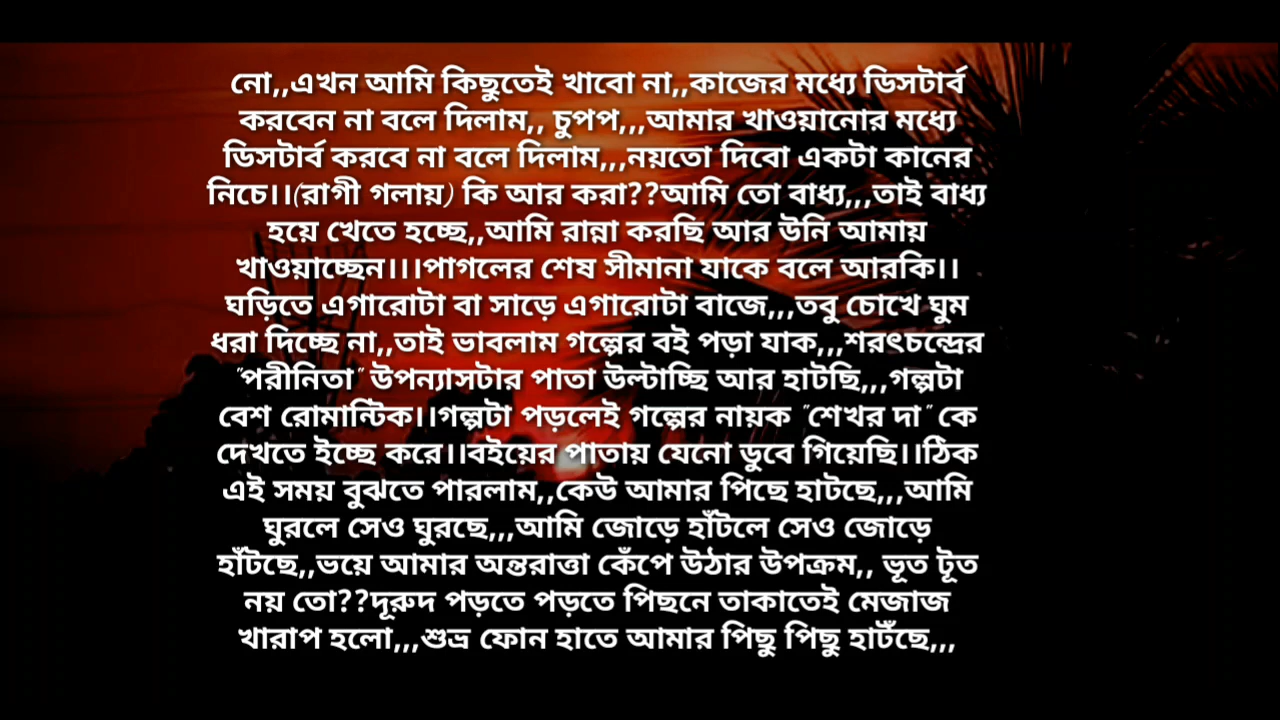 নো,,এখন আমি কিছুতেই খাবো না,,কাজের মধ্যে ডিসটার্ব
করবেন না বলে দিলাম,, চুপপ,,,আমার খাওয়ানোর মধ্যে
ডিসটার্ব করবে না বলে দিলাম,,,নয়তো দিবো একটা কানের
নিচে।।(রাগী গলায়) কি আর করা??আমি তো বাধ্য,,,তাই বাধ্য
হয়ে খেতে হচ্ছে,,আমি রান্না করছি আর উনি আমায়
খাওয়াচ্ছেন।।।পাগলের শেষ সীমানা যাকে বলে আরকি।।
ঘড়িতে এগারোটা বা সাড়ে এগারোটা বাজে,,,তবু চোখে ঘুম
ধরা দিচ্ছে না,,তাই ভাবলাম গল্পের বই পড়া যাক,,,শরৎচন্দ্রের
"পরীনিতা" উপন্যাসটার পাতা উল্টাচ্ছি আর হাটছি,,,গল্পটা
বেশ রোমান্টিক।।গল্পটা পড়লেই গল্পের নায়ক "শেখর দা" কে
দেখতে ইচ্ছে করে।।বইয়ের পাতায় যেনো ডুবে গিয়েছি।।ঠিক
এই সময় বুঝতে পারলাম,,কেউ আমার পিছে হাটছে,,,আমি
ঘুরলে সেও ঘুরছে,,,আমি জোড়ে হাঁটলে সেও জোড়ে
হাঁটছে,,ভয়ে আমার অন্তরাত্তা কেঁপে উঠার উপক্রম,, ভূত টূত
নয় তো??দূরুদ পড়তে পড়তে পিছনে তাকাতেই মেজাজ
খারাপ হলো,,,শুভ্র ফোন হাতে আমার পিছু পিছু হাটঁছে,,,